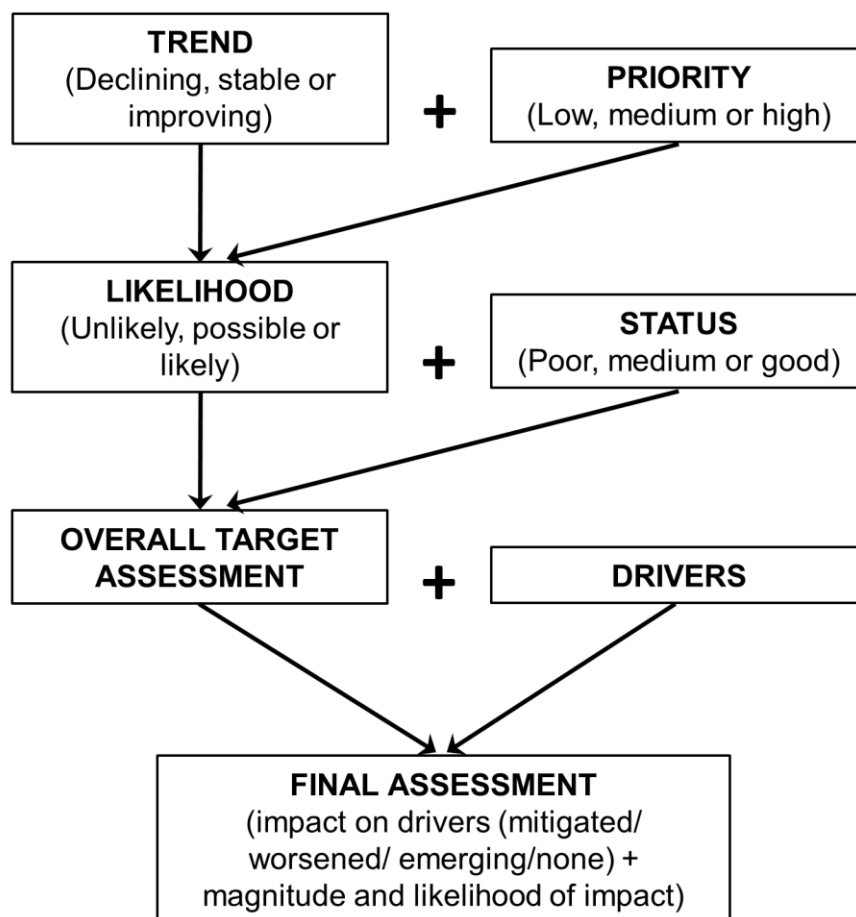 TREND
(Declining, stable or
improving)
+
PRIORITY
(Low, medium or high)
LIKELIHOOD
(Unlikely, possible or
likely)
+
STATUS
(Poor, medium or good)
OVERALL TARGET
ASSESSMENT
+
DRIVERS
FINAL ASSESSMENT
(impact on drivers (mitigated/
worsened/ emerging/none) +
magnitude and likelihood of impact)